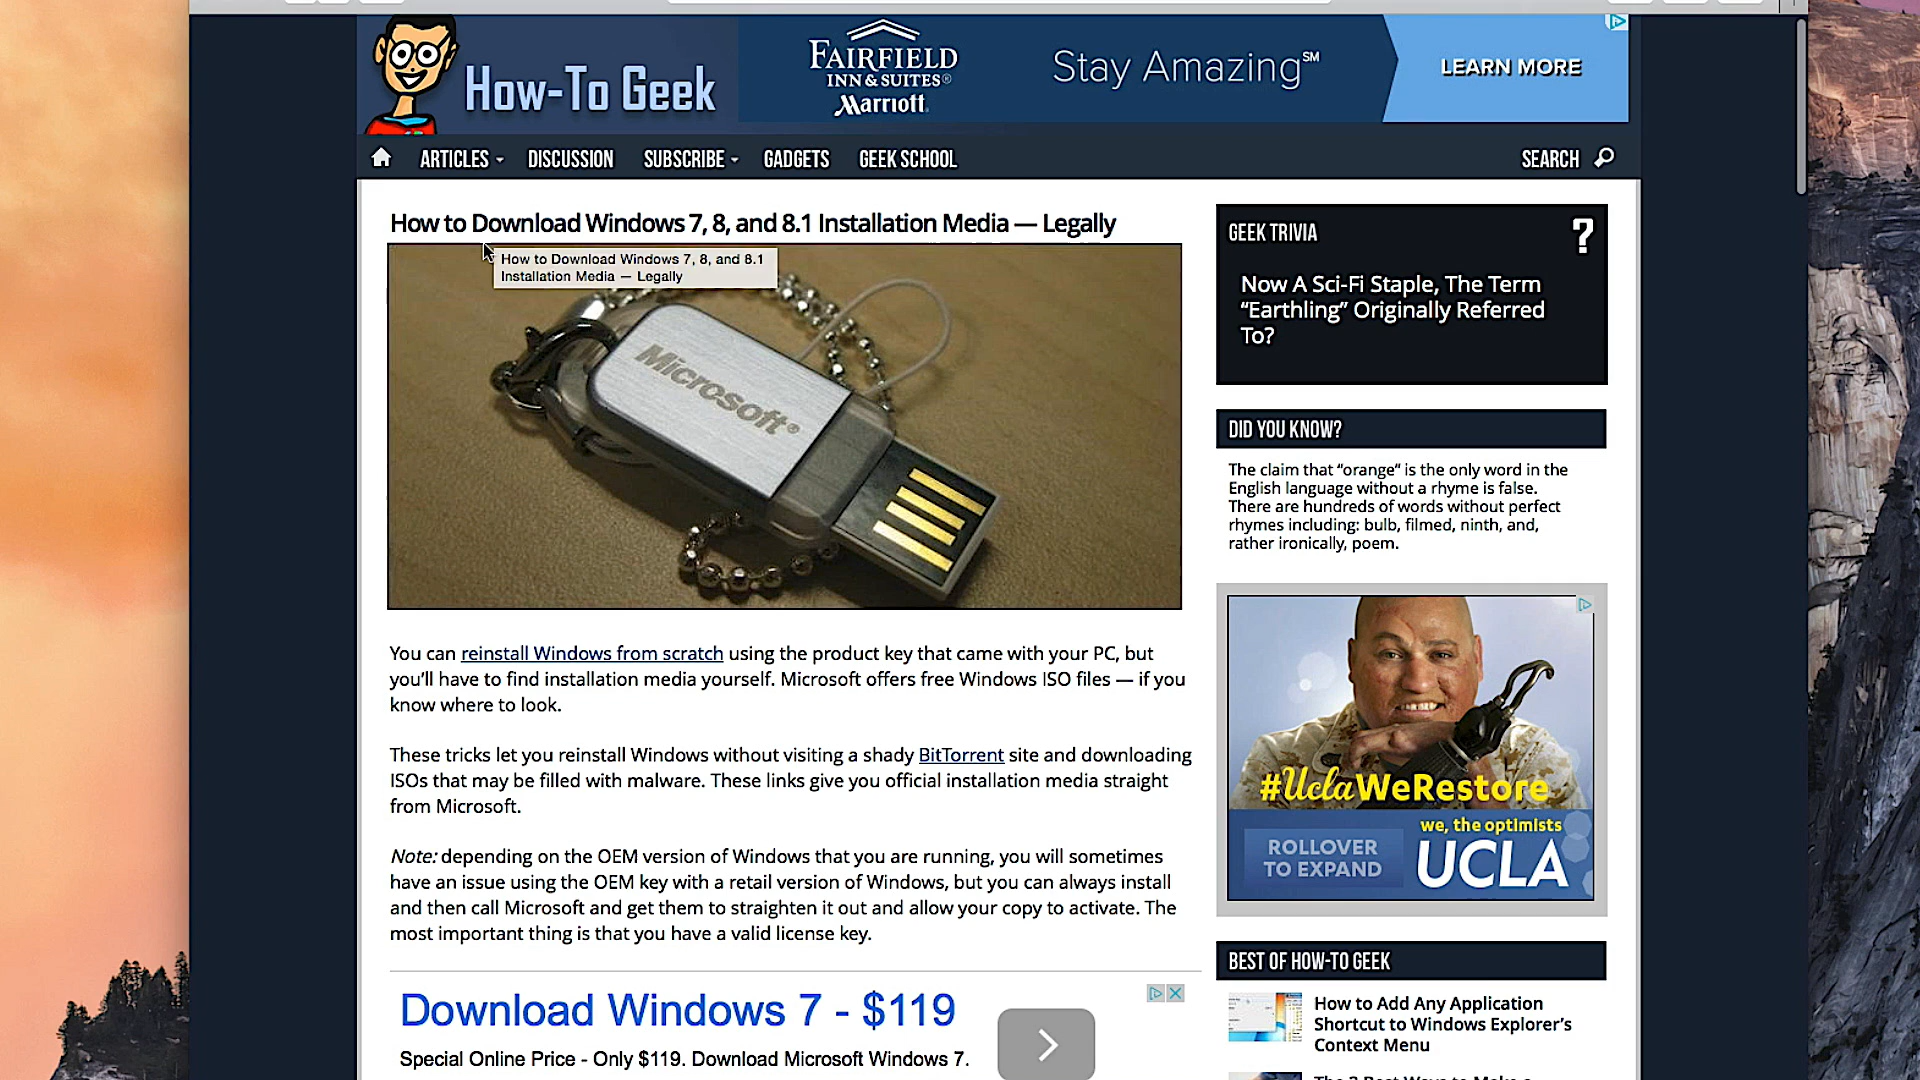 How-To Geek
FAIRFIELD
INN & SUITES®
Marriott.
Stay Amazing℠
LEARN MORE
ARTICLES
DISCUSSION
SUBSCRIBE
GADGETS
GEEK SCHOOL
SEARCH
How to Download Windows 7, 8, and 8.1 Installation Media — Legally
How to Download Windows 7, 8, and 8.1
Installation Media — Legally
Microsoft®
You can reinstall Windows from scratch using the product key that came with your PC, but
you'll have to find installation media yourself. Microsoft offers free Windows ISO files — if you
know where to look.
These tricks let you reinstall Windows without visiting a shady BitTorrent site and downloading
ISOs that may be filled with malware. These links give you official installation media straight
from Microsoft.
Note: depending on the OEM version of Windows that you are running, you will sometimes
have an issue using the OEM key with a retail version of Windows, but you can always install
and then call Microsoft and get them to straighten it out and allow your copy to activate. The
most important thing is that you have a valid license key.
Download Windows 7 - $119
Special Online Price - Only $119. Download Microsoft Windows 7.
GEEK TRIVIA
?
Now A Sci-Fi Staple, The Term
“Earthling” Originally Referred
To?
DID YOU KNOW?
The claim that “orange“ is the only word in the
English language without a rhyme is false.
There are hundreds of words without perfect
rhymes including: bulb, filmed, ninth, and,
rather ironically, poem.
#UclaWeRestore
we, the optimists
ROLLOVER
TO EXPAND
UCLA
BEST OF HOW-TO GEEK
How to Add Any Application
Shortcut to Windows Explorer's
Context Menu